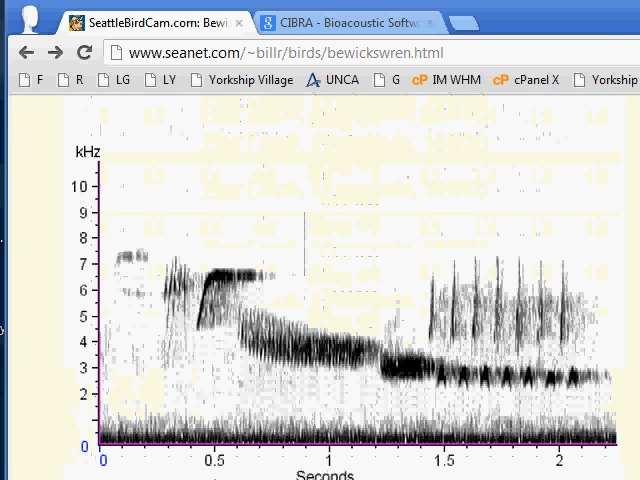 SeattleBirdCam.com: Bewi
CIBRA - Bioacoustic Softw
www.seanet.com/~billr/birds/bewickswren.html
F R LG LY Yorkship Village UNCA G cP IM WHM cP cPanel X Yorkship
kHz
10
9
8
7
6
5
4
3
2
0
0 0.5 1 1.5 2
Seconds